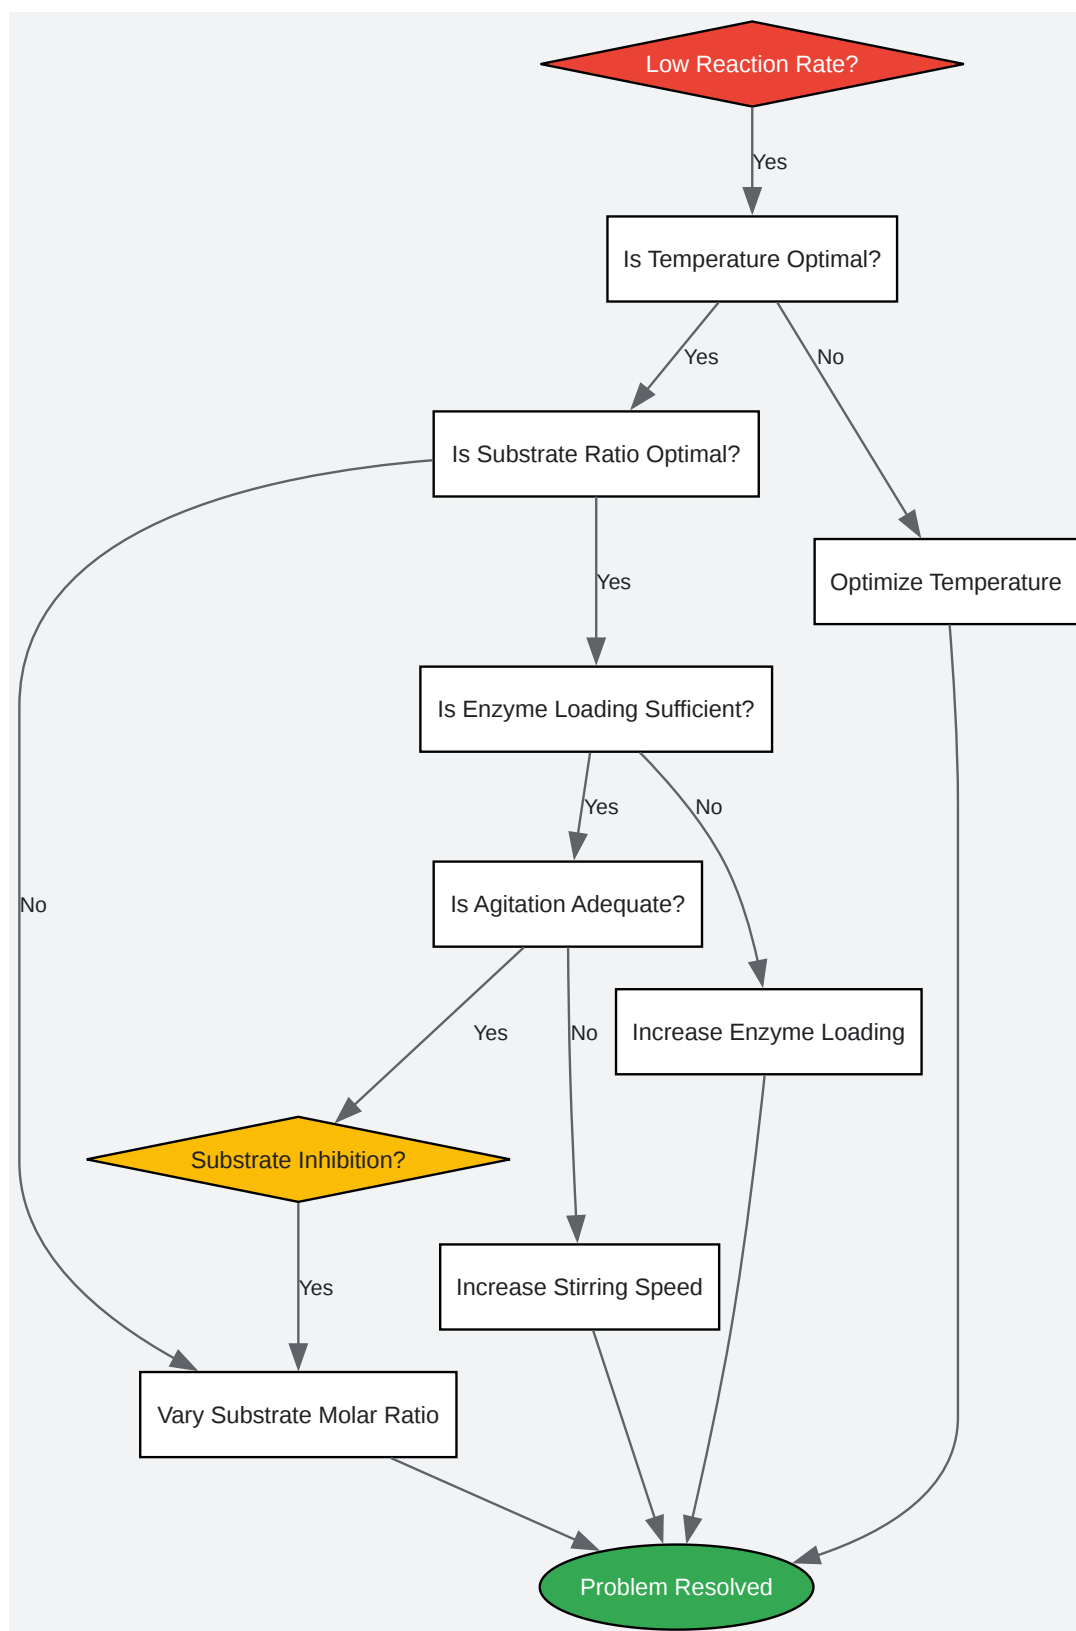 Low Reaction Rate?
Yes
Is Temperature Optimal?
Yes
No
Is Substrate Ratio Optimal?
Yes
Optimize Temperature
Is Enzyme Loading Sufficient?
Yes
No
No
Is Agitation Adequate?
Yes
No
Increase Enzyme Loading
Substrate Inhibition?
Yes
Increase Stirring Speed
Vary Substrate Molar Ratio
Problem Resolved